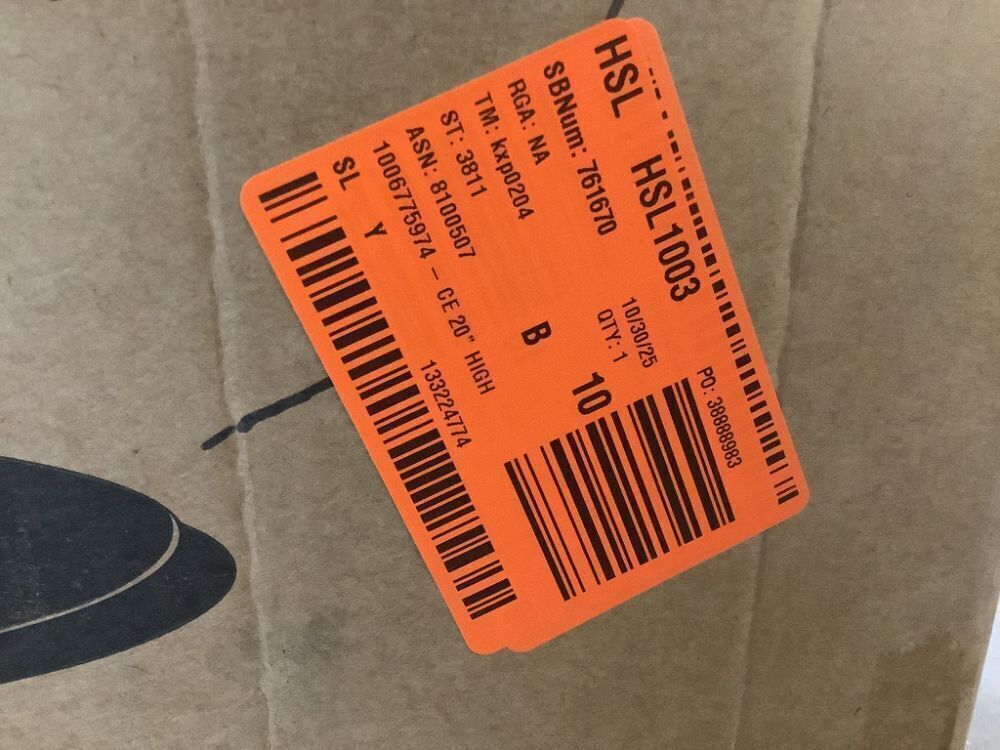 HSL HSL1003
SBNum: 761670
RGA: NA
10/30/25
PO: 38888983
TM: kxp0204
QTY: 1
ST: 3811
ASN: 8100507
B 10
1006775974 - CE 20" HIGH
SL Y 133224774